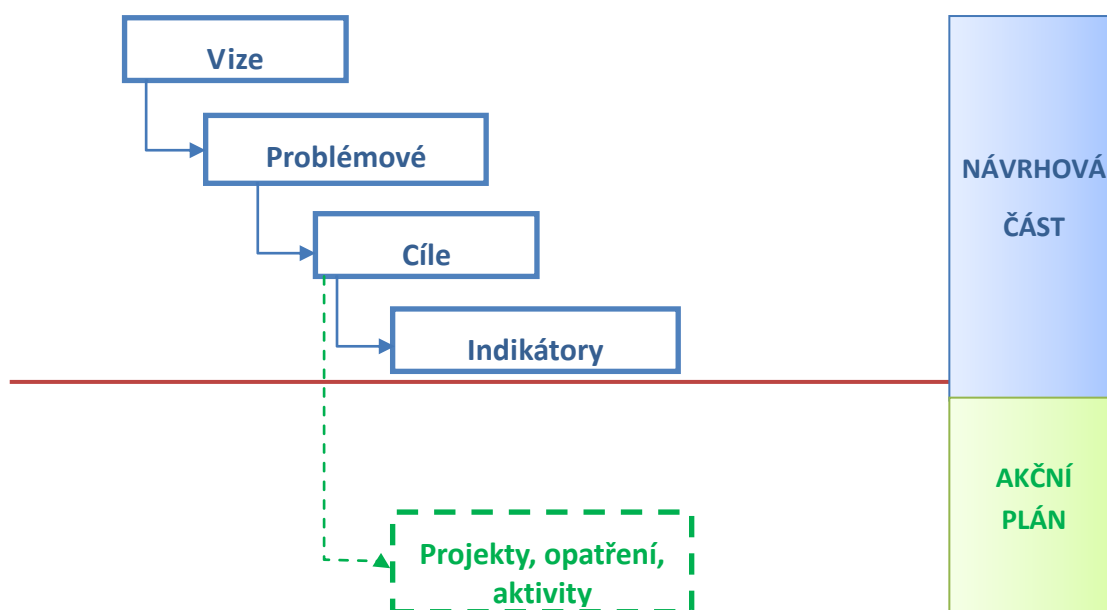 Vize
Problémové
Cíle
Indikátory
NÁVRHOVÁ
ČÁST
AKČNÍ
PLÁN
Projekty, opatření,
aktivity